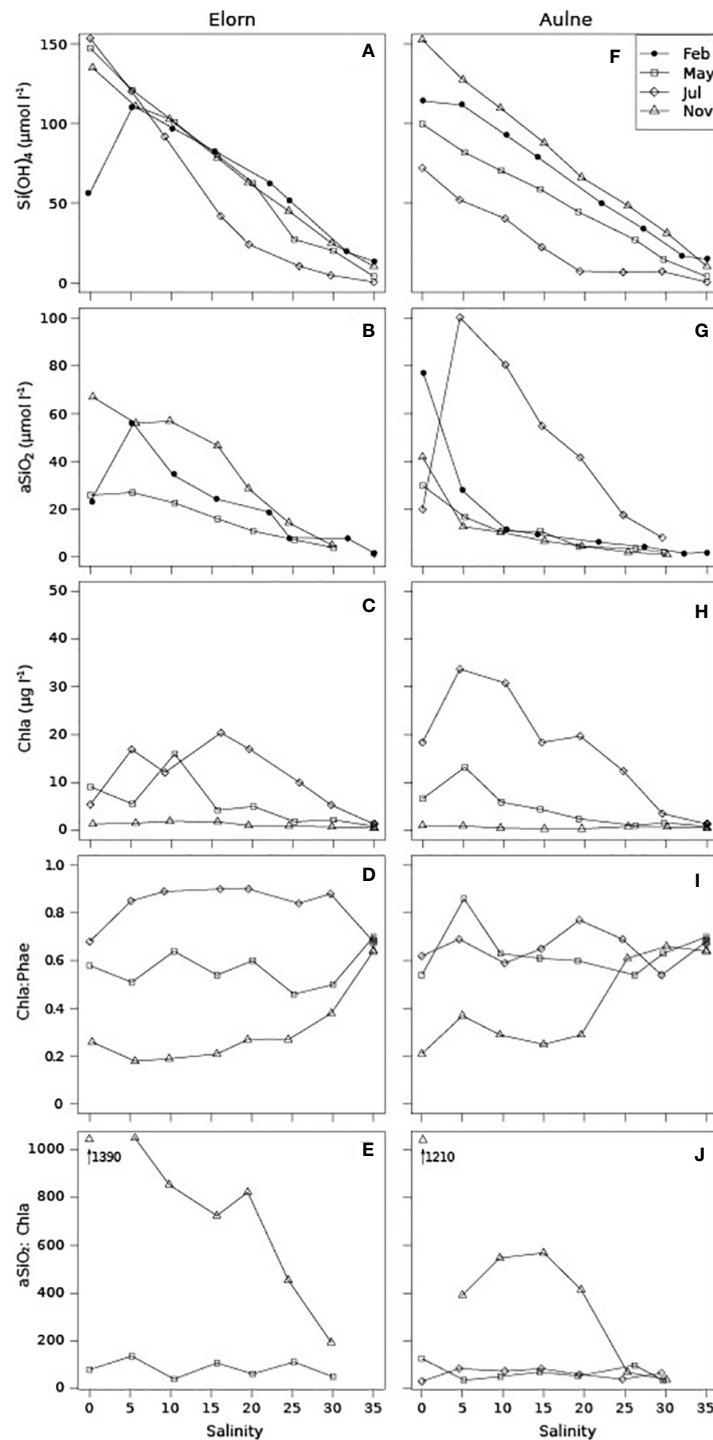 Elorn
Aulne
A
F
Feb
May
Jul
Nov
Si(OH)₄ (µmol l⁻¹)
150
100
50
0
B
G
aSiO₂ (µmol l⁻¹)
100
80
60
40
20
0
C
H
Chla (µg l⁻¹)
50
40
30
20
10
0
D
I
Chla:Phae
1.0
0.8
0.6
0.4
0.2
0
E
J
1390
1210
aSiO₂: Chla
1000
800
600
400
200
0
0 5 10 15 20 25 30 35
0 5 10 15 20 25 30 35
Salinity
Salinity